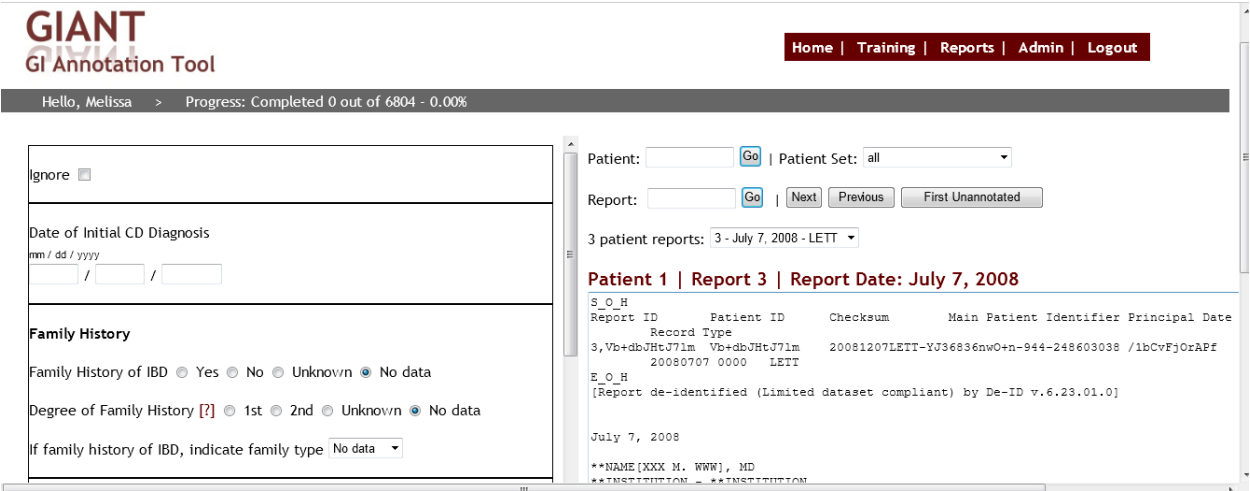 GIANT
GI Annotation Tool
Home | Training | Reports | Admin | Logout
Hello, Melissa > Progress: Completed 0 out of 6804 - 0.00%
Ignore
Date of Initial CD Diagnosis
mm / dd / yyyy
/ /
Family History
Family History of IBD Yes No Unknown No data
Degree of Family History [?] 1st 2nd Unknown No data
If family history of IBD, indicate family type No data
Patient: Go | Patient Set: all
Report: Go | Next Previous First Unannotated
3 patient reports: 3 - July 7, 2008 - LETT
Patient 1 | Report 3 | Report Date: July 7, 2008
S_O_H
Report ID Patient ID Checksum Main Patient Identifier Principal Date
Record Type
3,Vb+dbJHtJ7lm Vb+dbJHtJ7lm 20081207LETT-YJ36836nwO+n-944-248603038 /1bCvFjOrAPf
20080707 0000 LETT
E_O_H
[Report de-identified (Limited dataset compliant) by De-ID v.6.23.01.0]
July 7, 2008
**NAME[XXX M. WWW], MD
**INSTITUTION - **INSTITUTION